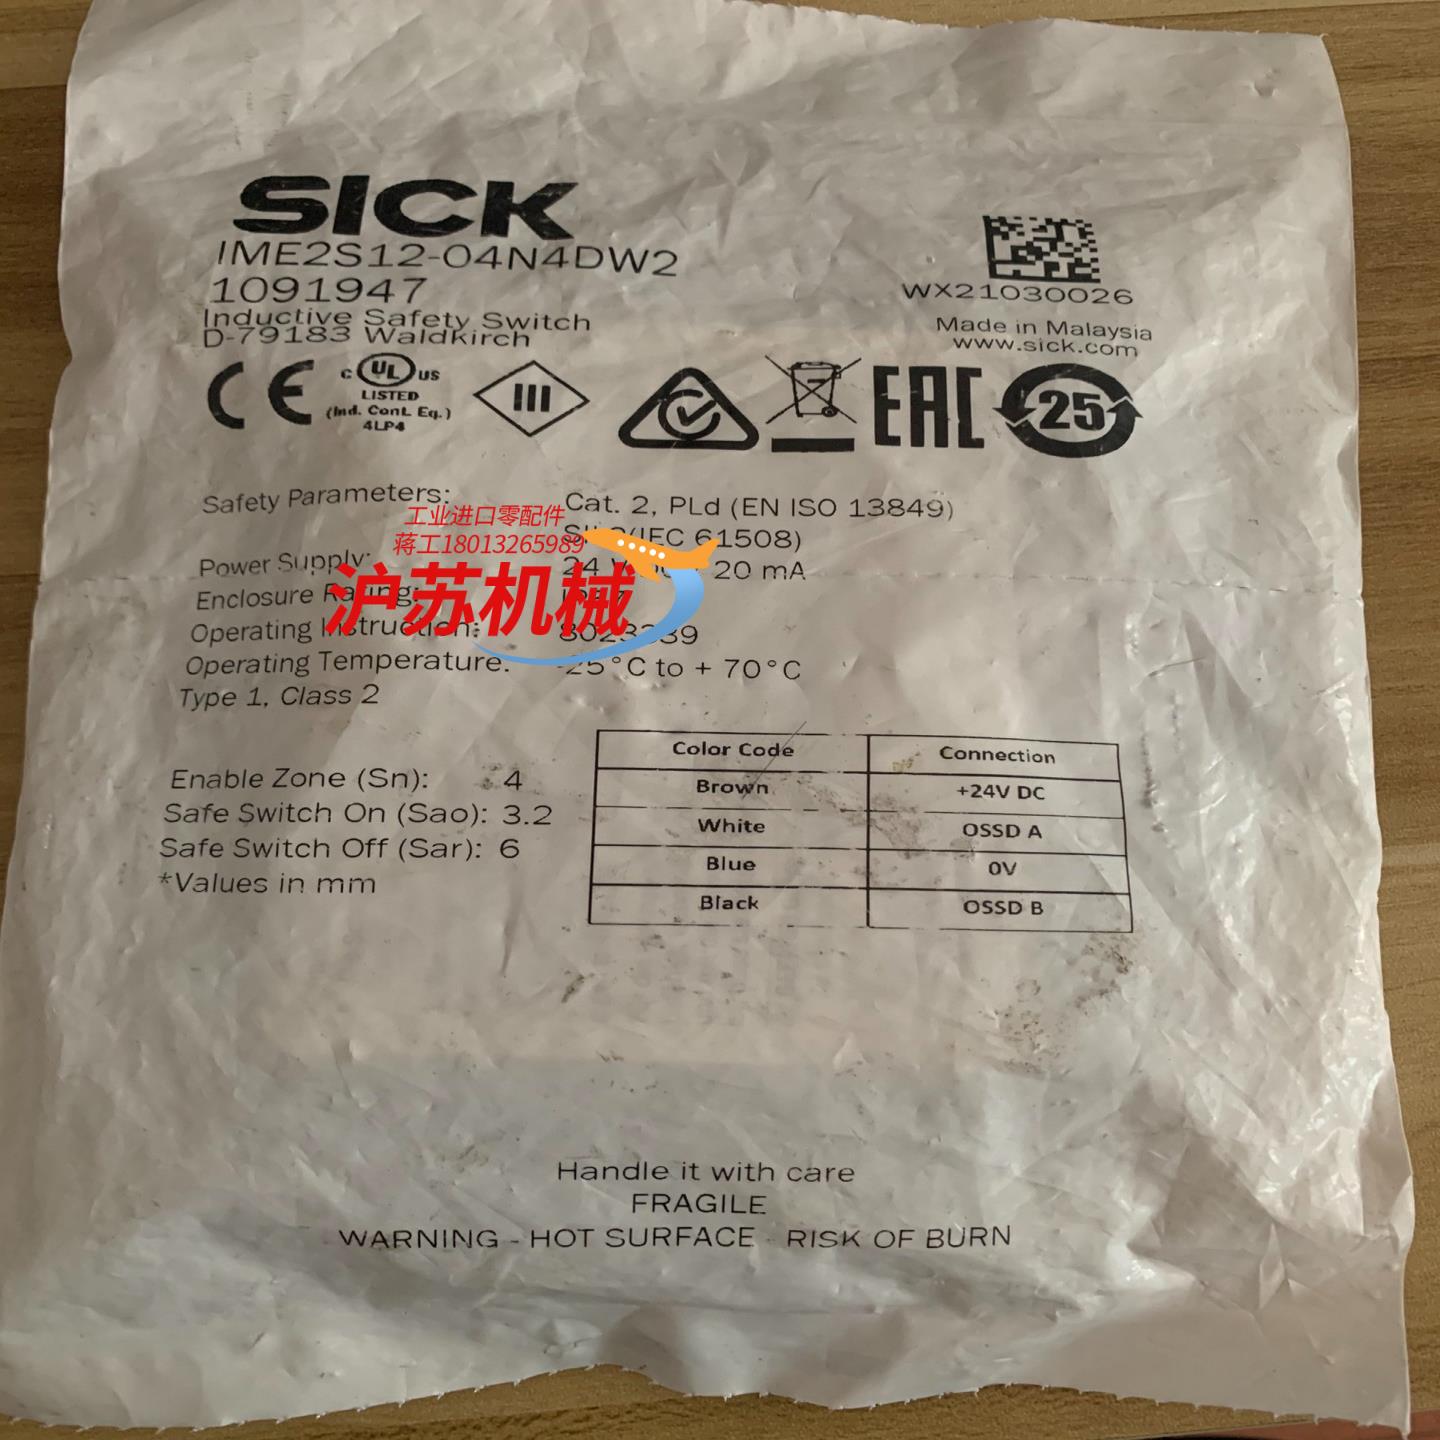 SICK
IME2S12-04N4DW2
1091947
Inductive Safety Switch
D-79183 Waldkirch
WX21030026
Made in Malaysia
www.sick.com
CE
c UL us
LISTED
(Ind. Cont. Eq.)
4LP4
III
EAC
25
Safety Parameters: Cat. 2, PLd (EN ISO 13849)
(IEC 61508)
工业进口零配件
蒋工18013265989
沪苏机械
Power Supply: 24 20 mA
Enclosure Rating:
Operating Instruction:
Operating Temperature: -25°C to + 70°C
Type 1, Class 2
Enable Zone (Sn): 4
Safe Switch On (Sao): 3.2
Safe Switch Off (Sar): 6
*Values in mm
Color Code Connection
Brown +24V DC
White OSSD A
Blue 0V
Black OSSD B
Handle it with care
FRAGILE
WARNING - HOT SURFACE - RISK OF BURN